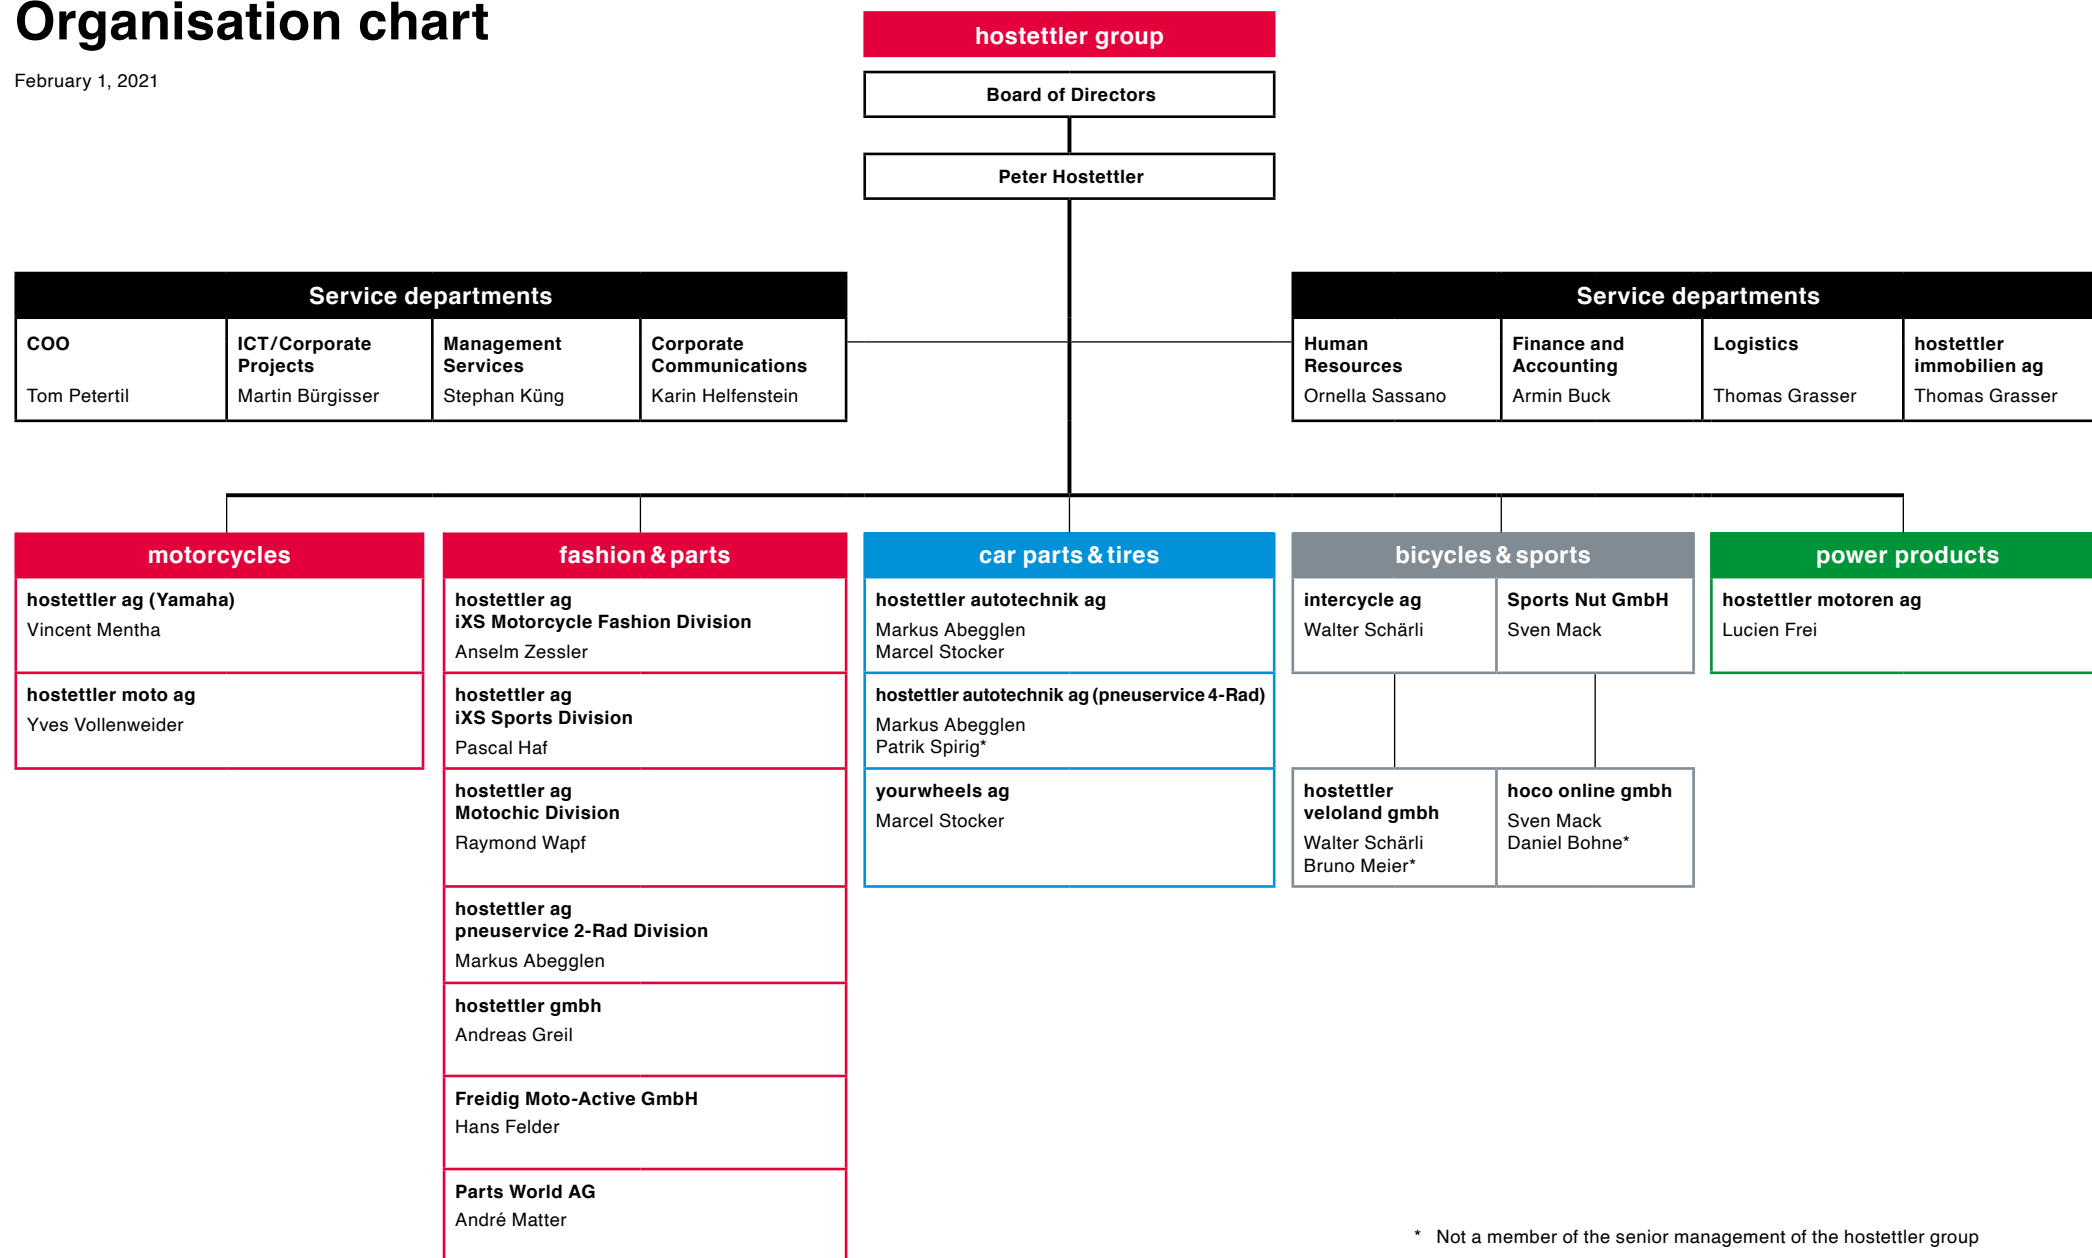 Organisation chart
February 1, 2021
hostettler group
Board of Directors
Peter Hostettler
Service departments
COO
Tom Petertil
ICT/Corporate
Projects
Martin Bürgisser
Management
Services
Stephan Küng
Corporate
Communications
Karin Helfenstein
Service departments
Human
Resources
Ornella Sassano
Finance and
Accounting
Armin Buck
Logistics
Thomas Grasser
hostettler
immobilien ag
Thomas Grasser
motorcycles
hostettler ag (Yamaha)
Vincent Mentha
hostettler moto ag
Yves Vollenweider
fashion & parts
hostettler ag
iXS Motorcycle Fashion Division
Anselm Zessler
hostettler ag
iXS Sports Division
Pascal Haf
hostettler ag
Motochic Division
Raymond Wapf
hostettler ag
pneuservice 2-Rad Division
Markus Abegglen
hostettler gmbh
Andreas Greil
Freidig Moto-Active GmbH
Hans Felder
Parts World AG
André Matter
car parts & tires
hostettler autotechnik ag
Markus Abegglen
Marcel Stocker
hostettler autotechnik ag (pneuservice 4-Rad)
Markus Abegglen
Patrik Spirig*
yourwheels ag
Marcel Stocker
bicycles & sports
intercycle ag
Walter Schärli
Sports Nut GmbH
Sven Mack
hostettler
veloland gmbh
Walter Schärli
Bruno Meier*
hoco online gmbh
Sven Mack
Daniel Bohne*
power products
hostettler motoren ag
Lucien Frei
* Not a member of the senior management of the hostettler group